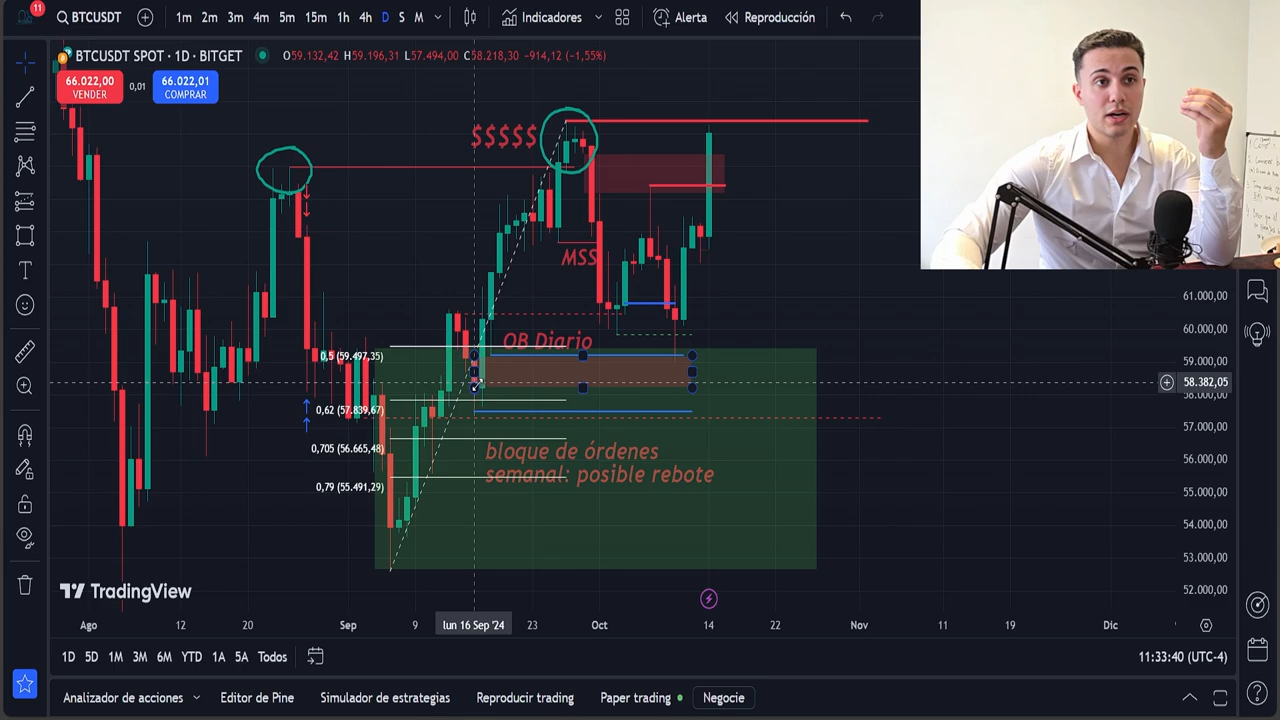 11
BTCUSDT
1m 2m 3m 4m 5m 15m 1h 4h D S M
Indicadores
Alerta
Reproducción
BTCUSDT SPOT · 1D · BITGET
O59.132,42 H59.196,31 L57.494,00 C58.218,30 -914,12 (-1,55%)
66.022,00
VENDER
0,01
66.022,01
COMPRAR
$$$$$
MSS
OB Diario
0,5 (59.497,35)
0,62 (57.839,67)
0,705 (56.665,48)
0,79 (55.491,29)
bloque de órdenes
semanal: posible rebote
61.000,00
60.000,00
59.000,00
58.382,05
58.000,00
57.000,00
56.000,00
55.000,00
54.000,00
53.000,00
52.000,00
TradingView
Ago 12 20 Sep 9 lun 16 Sep '24 23 Oct 14 22 Nov 11 19 Dic
1D 5D 1M 3M 6M YTD 1A 5A Todos
11:33:40 (UTC-4)
Analizador de acciones
Editor de Pine
Simulador de estrategias
Reproducir trading
Paper trading
Negocie